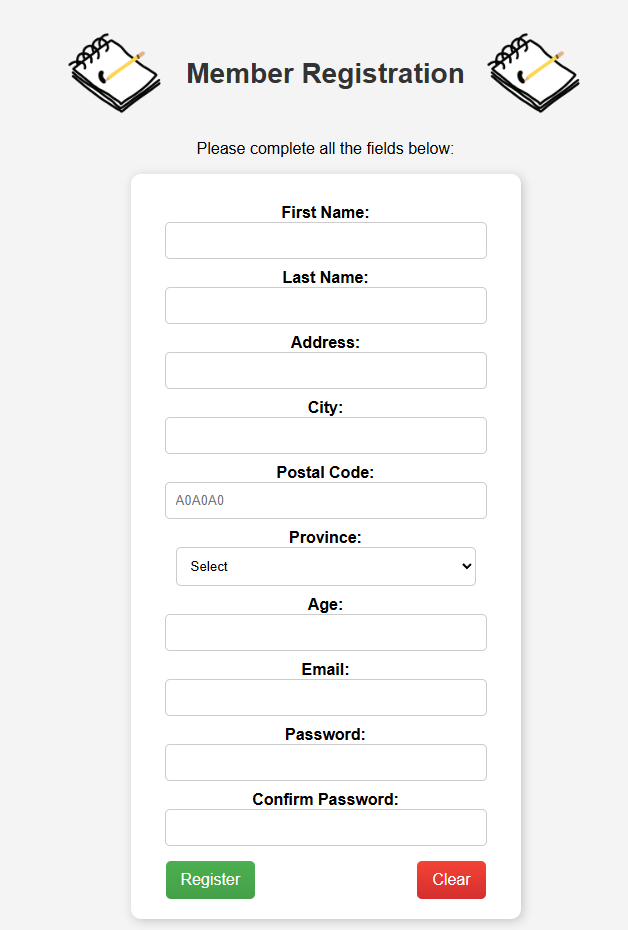 Member Registration
Please complete all the fields below:
First Name:
Last Name:
Address:
City:
Postal Code:
A0A0A0
Province:
Select
Age:
Email:
Password:
Confirm Password:
Register Clear